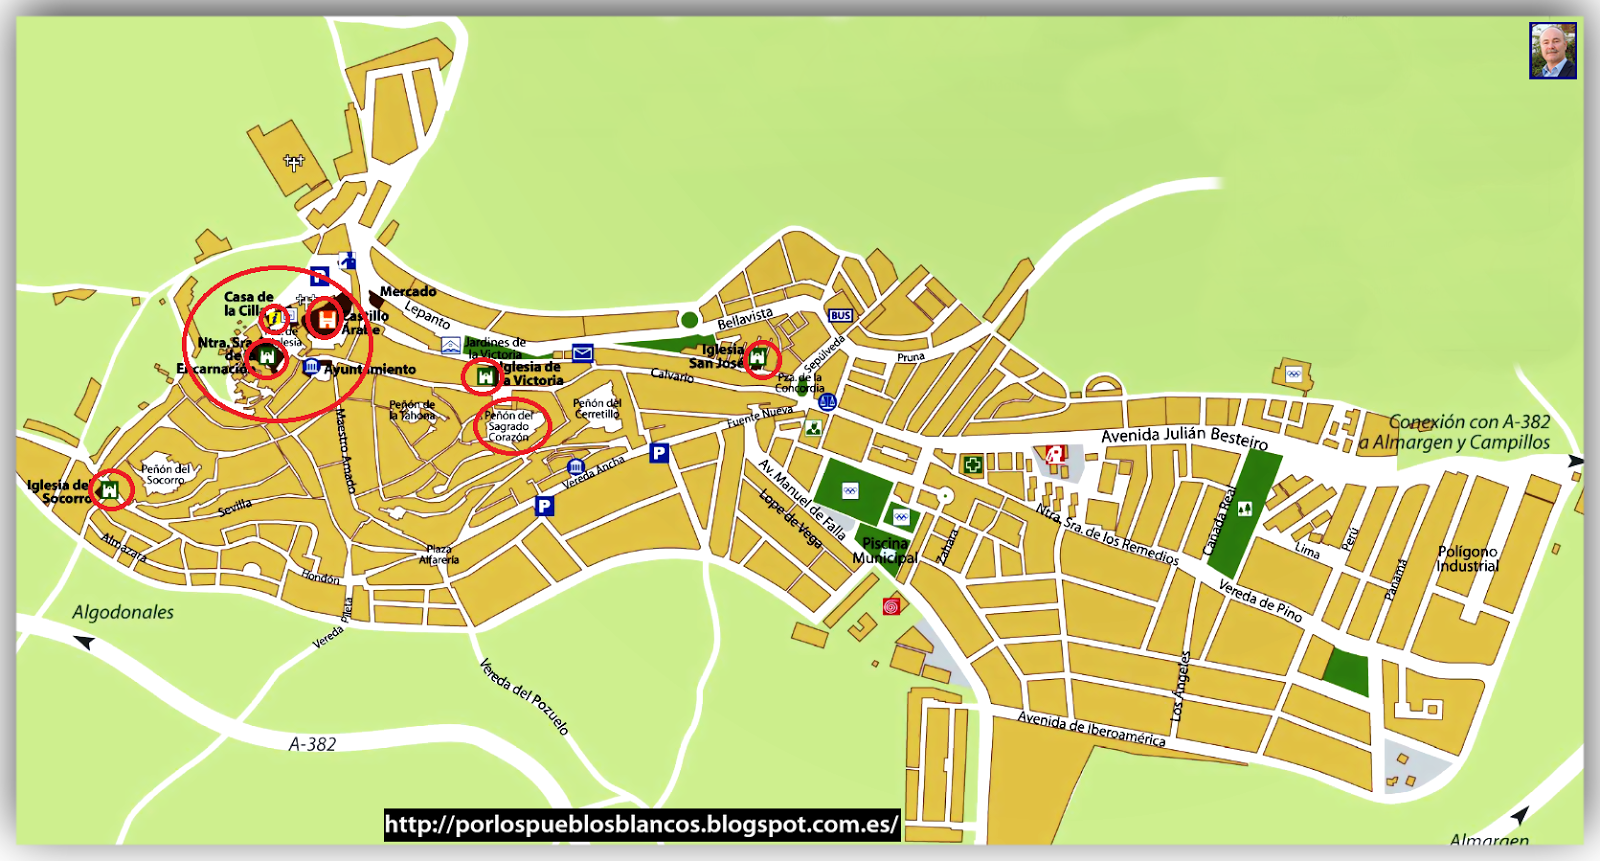 Casa de
la Cilla
i
P
Mercado
Lepanto
Castillo
Árabe
H
Ntra. Sra.
de la
Encarnación
Iglesia
Ayuntamiento
Jardines de
la Victoria
Iglesia de
la Victoria
Bellavista
BUS
Iglesia
San José
Sepúlveda
Pruna
Pza. de la
Concordia
Calvario
Fuente Nueva
Peñón de
la Tahona
Peñón del
Sagrado
Corazón
Peñón del
Cerretillo
P
Vereda Ancha
P
Maestro Amado
Peñón del
Socorro
Iglesia del
Socorro
Sevilla
Almazara
Hondón
Plaza
Alfarería
Vereda Pileta
Vereda del Pozuelo
Algodonales
A-382
Av. Manuel de Falla
Lope de Vega
Piscina
Municipal
Zahara
Avenida Julián Besteiro
Conexión con A-382
a Almargen y Campillos
Ntra. Sra. de los Remedios
Cañada Real
Lima
Perú
Panamá
Polígono
Industrial
Vereda de Pino
Los Ángeles
Avenida de Iberoamérica
Almargen
http://porlospueblosblancos.blogspot.com.es/